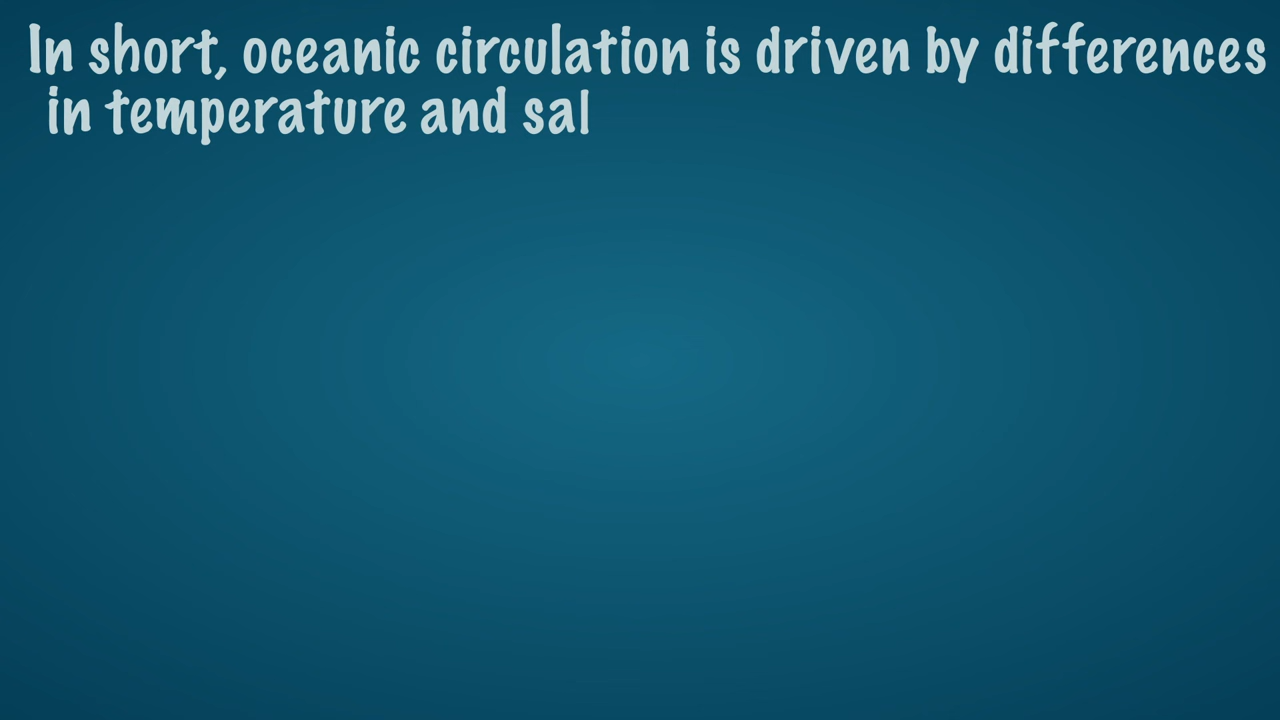 In short, oceanic circulation is driven by differences
in temperature and sal